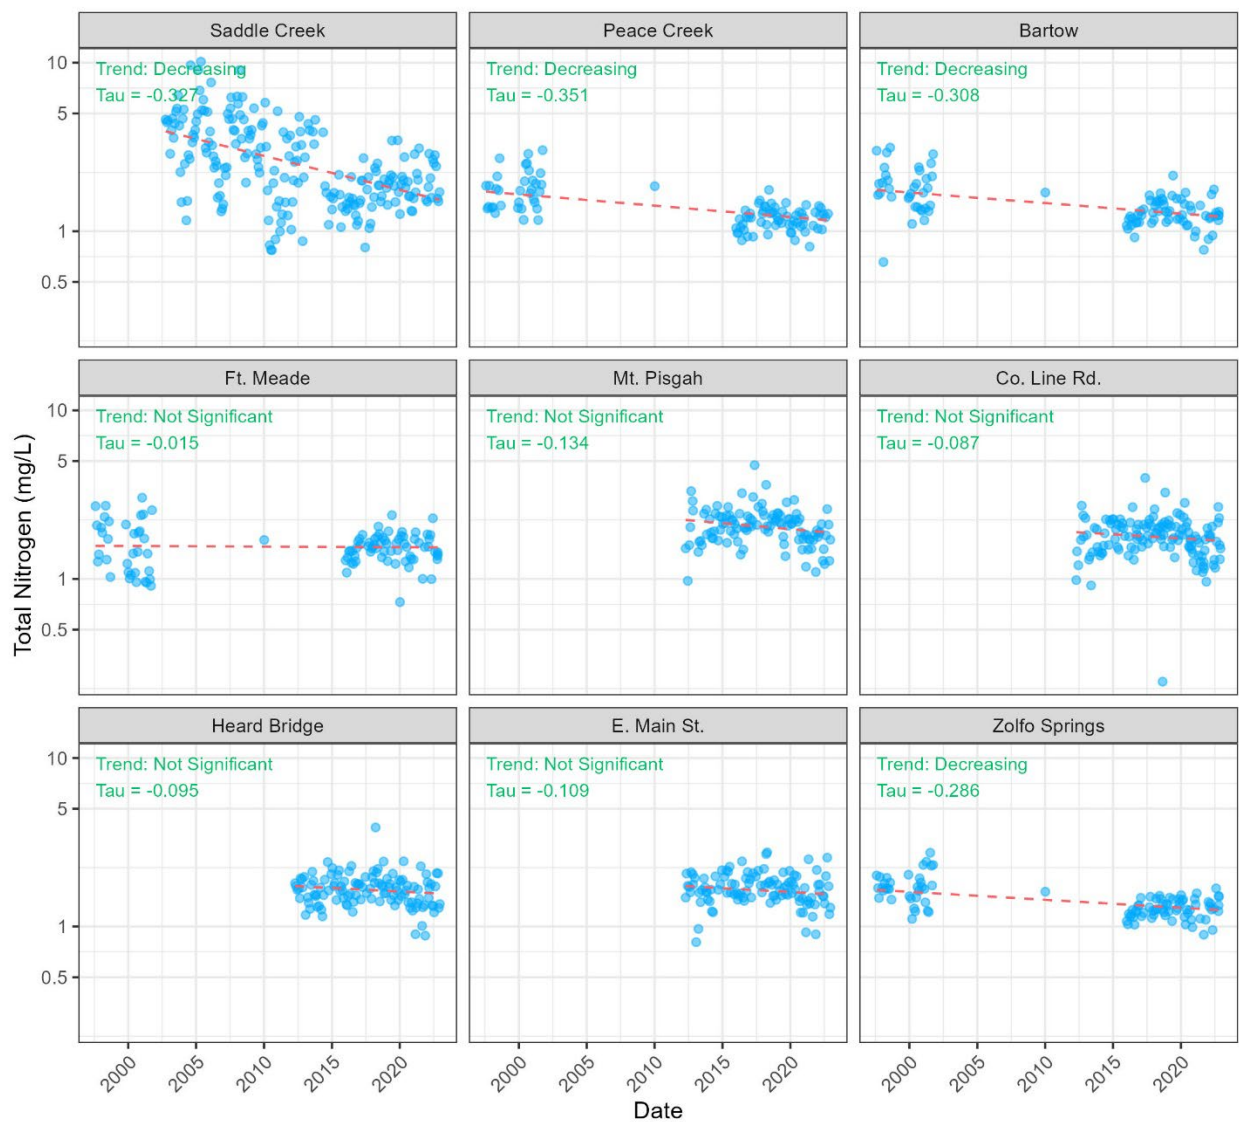 Saddle Creek
Peace Creek
Bartow
Trend: Decreasing
Tau = -0.327
Trend: Decreasing
Tau = -0.351
Trend: Decreasing
Tau = -0.308
10
5
1
0.5
Ft. Meade
Mt. Pisgah
Co. Line Rd.
Trend: Not Significant
Tau = -0.015
Trend: Not Significant
Tau = -0.134
Trend: Not Significant
Tau = -0.087
10
5
1
0.5
Total Nitrogen (mg/L)
Heard Bridge
E. Main St.
Zolfo Springs
Trend: Not Significant
Tau = -0.095
Trend: Not Significant
Tau = -0.109
Trend: Decreasing
Tau = -0.286
10
5
1
0.5
2000 2005 2010 2015 2020
2000 2005 2010 2015 2020
2000 2005 2010 2015 2020
Date